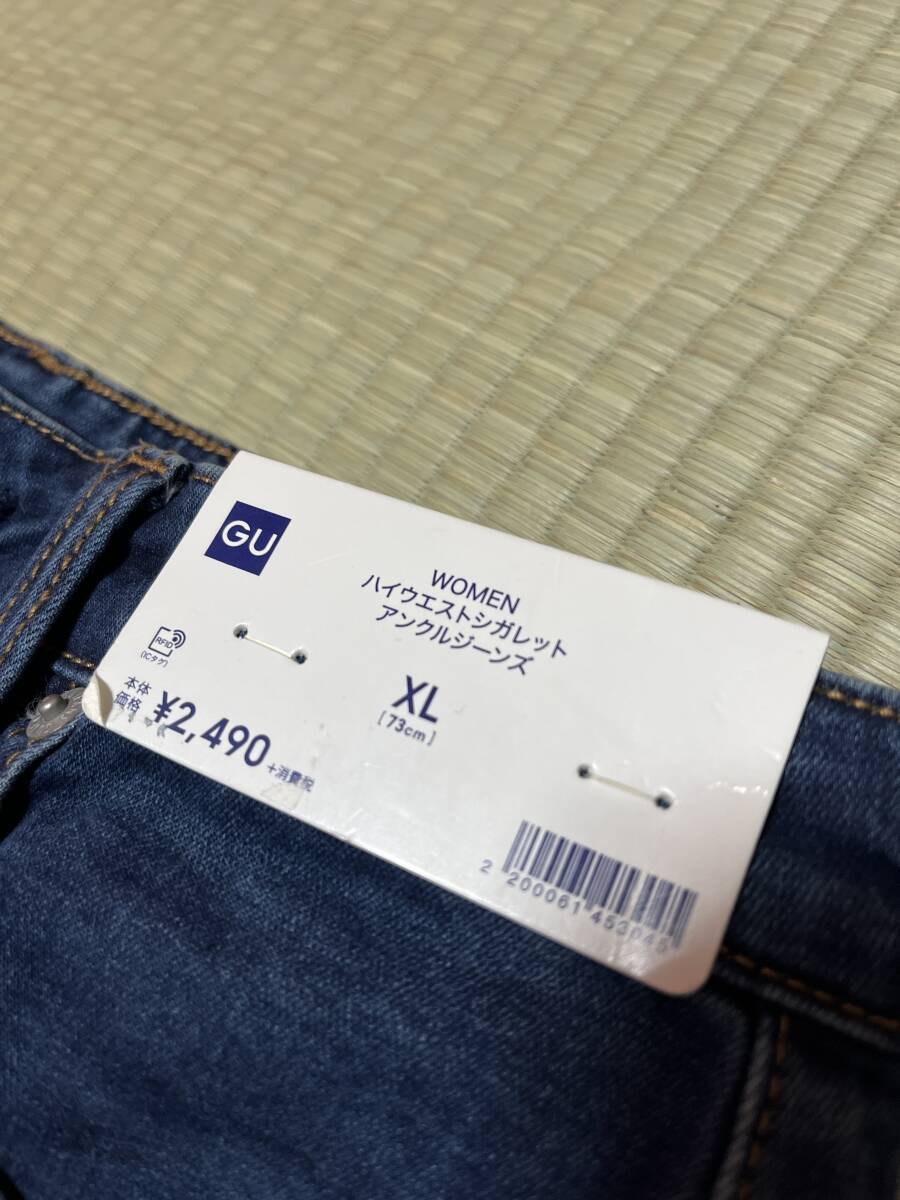 GU
WOMEN
ハイウエストシガレット
アンクルジーンズ
XL
[73cm]
RFID
(ICタグ)
本体
価格
¥2,490
+消費税
2 200061 453045